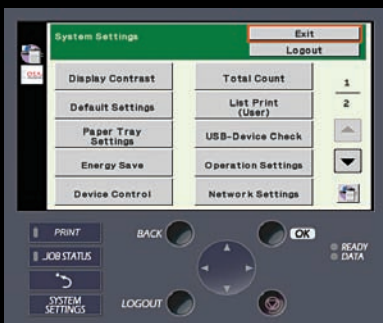 System Settings
Exit
Logout
OSA
Display Contrast
Total Count
1
Default Settings
List Print
(User)
2
Paper Tray
Settings
USB-Device Check
Energy Save
Operation Settings
Device Control
Network Settings
PRINT
BACK
OK
JOB STATUS
READY
DATA
SYSTEM
SETTINGS
LOGOUT